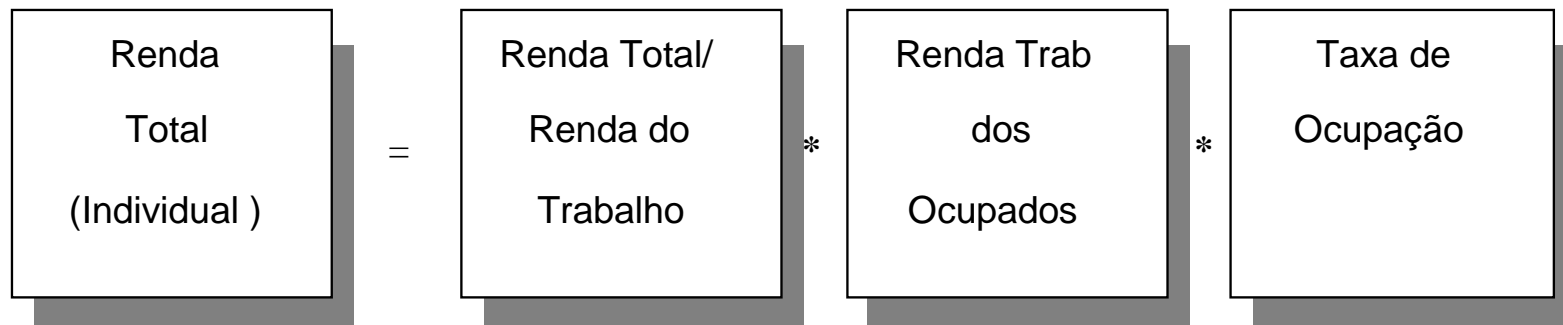 Renda
Total
(Individual )
=
Renda Total/
Renda do
Trabalho
*
Renda Trab
dos
Ocupados
*
Taxa de
Ocupação